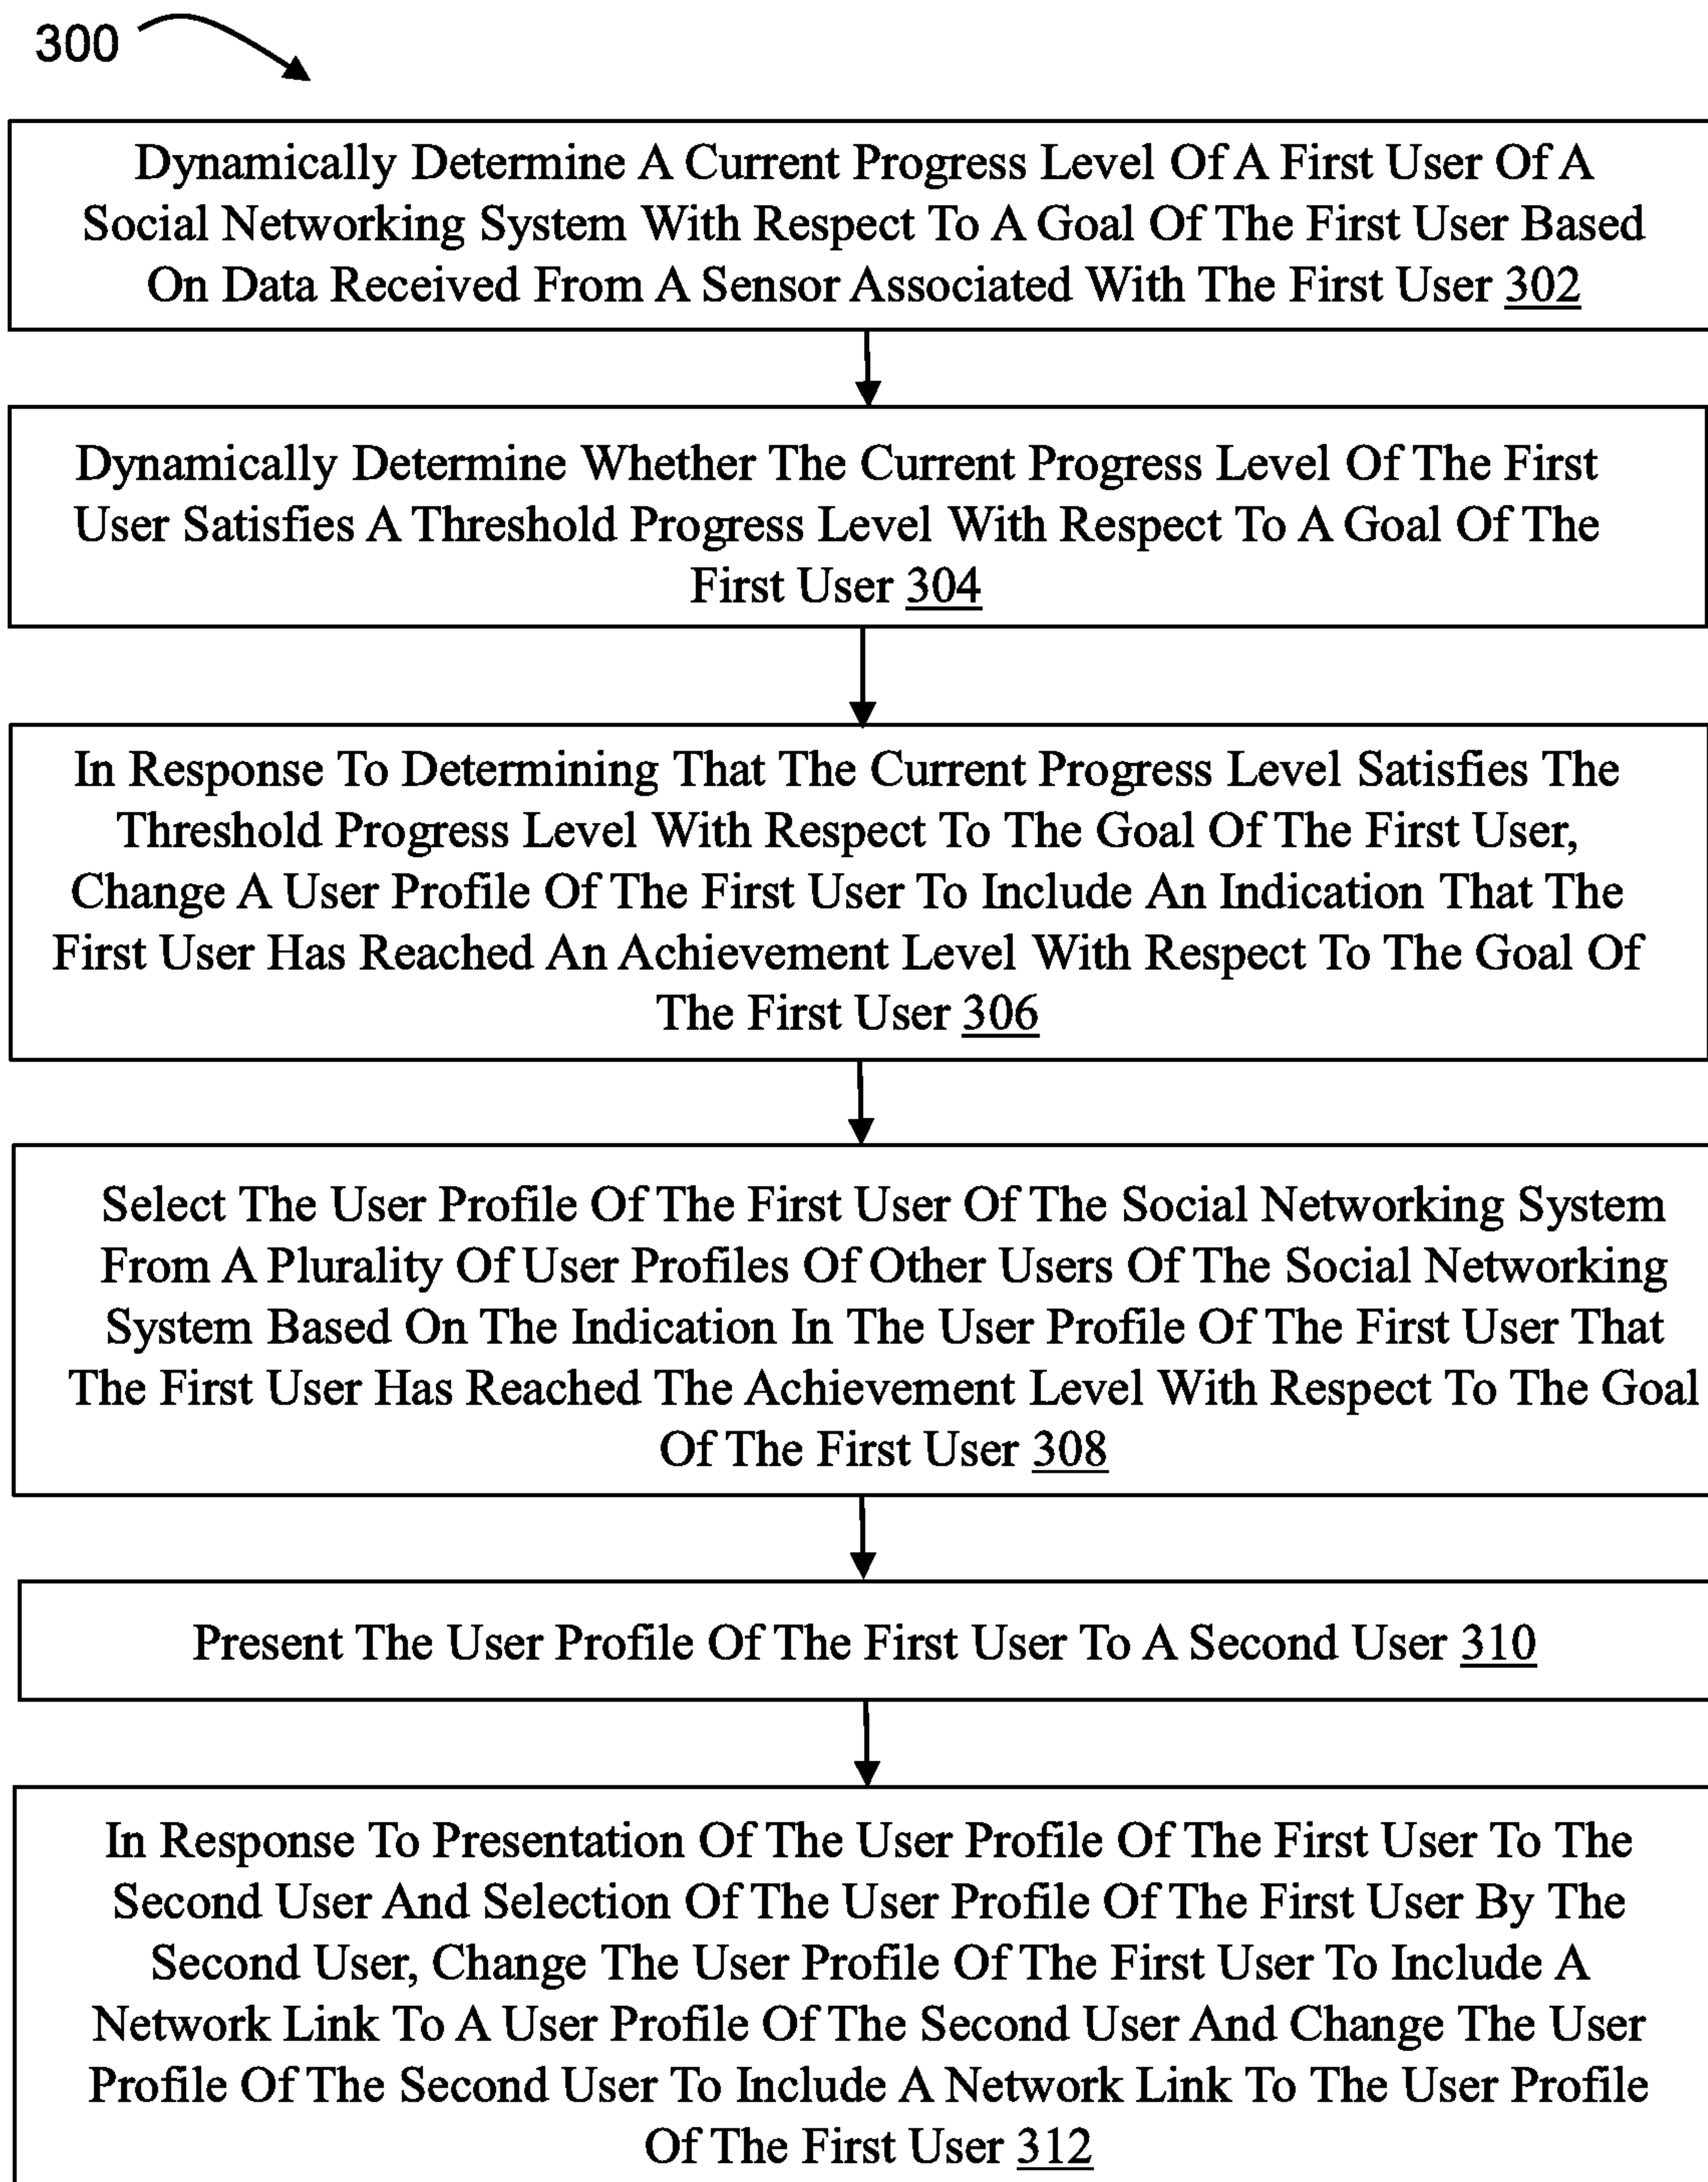 300
Dynamically Determine A Current Progress Level Of A First User Of A
Social Networking System With Respect To A Goal Of The First User Based
On Data Received From A Sensor Associated With The First User 302
Dynamically Determine Whether The Current Progress Level Of The First
User Satisfies A Threshold Progress Level With Respect To A Goal Of The
First User 304
In Response To Determining That The Current Progress Level Satisfies The
Threshold Progress Level With Respect To The Goal Of The First User,
Change A User Profile Of The First User To Include An Indication That The
First User Has Reached An Achievement Level With Respect To The Goal Of
The First User 306
Select The User Profile Of The First User Of The Social Networking System
From A Plurality Of User Profiles Of Other Users Of The Social Networking
System Based On The Indication In The User Profile Of The First User That
The First User Has Reached The Achievement Level With Respect To The Goal
Of The First User 308
Present The User Profile Of The First User To A Second User 310
In Response To Presentation Of The User Profile Of The First User To The
Second User And Selection Of The User Profile Of The First User By The
Second User, Change The User Profile Of The First User To Include A
Network Link To A User Profile Of The Second User And Change The User
Profile Of The Second User To Include A Network Link To The User Profile
Of The First User 312